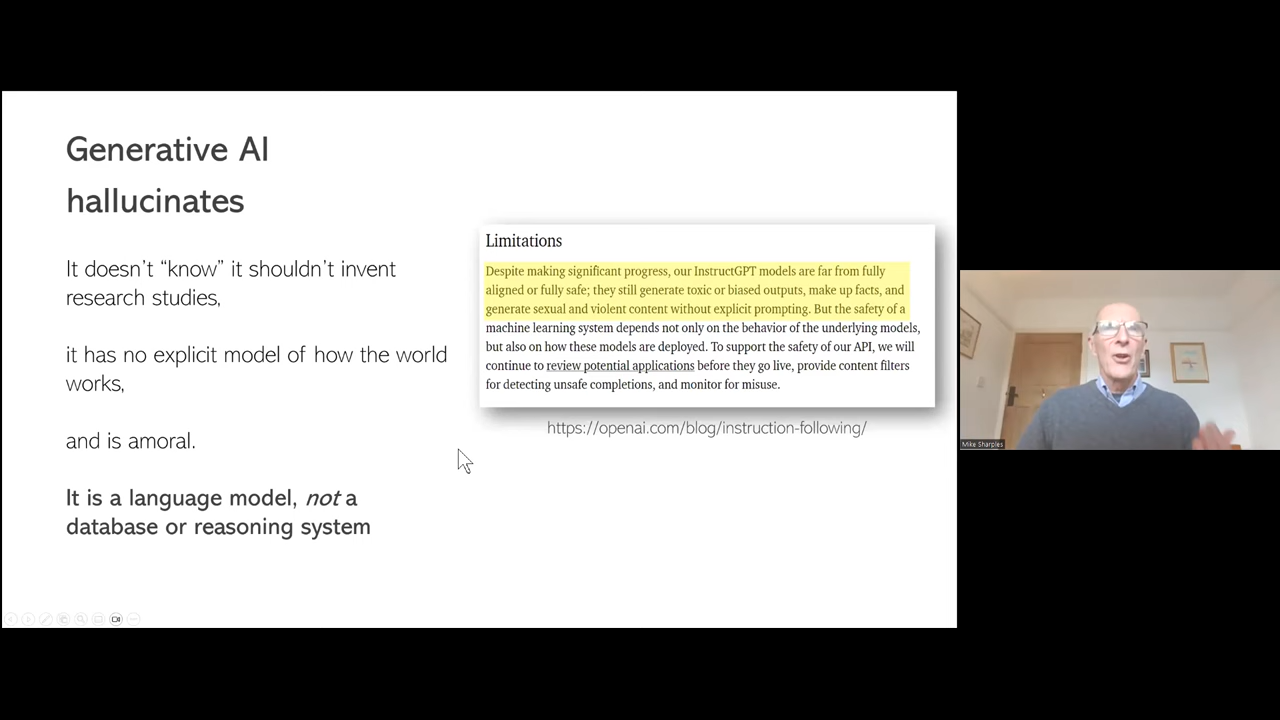 Generative AI
hallucinates
It doesn't “know” it shouldn't invent
research studies,
it has no explicit model of how the world
works,
and is amoral.
It is a language model, not a
database or reasoning system
Limitations
Despite making significant progress, our InstructGPT models are far from fully
aligned or fully safe; they still generate toxic or biased outputs, make up facts, and
generate sexual and violent content without explicit prompting. But the safety of a
machine learning system depends not only on the behavior of the underlying models,
but also on how these models are deployed. To support the safety of our API, we will
continue to review potential applications before they go live, provide content filters
for detecting unsafe completions, and monitor for misuse.
https://openai.com/blog/instruction-following/
Mike Sharples